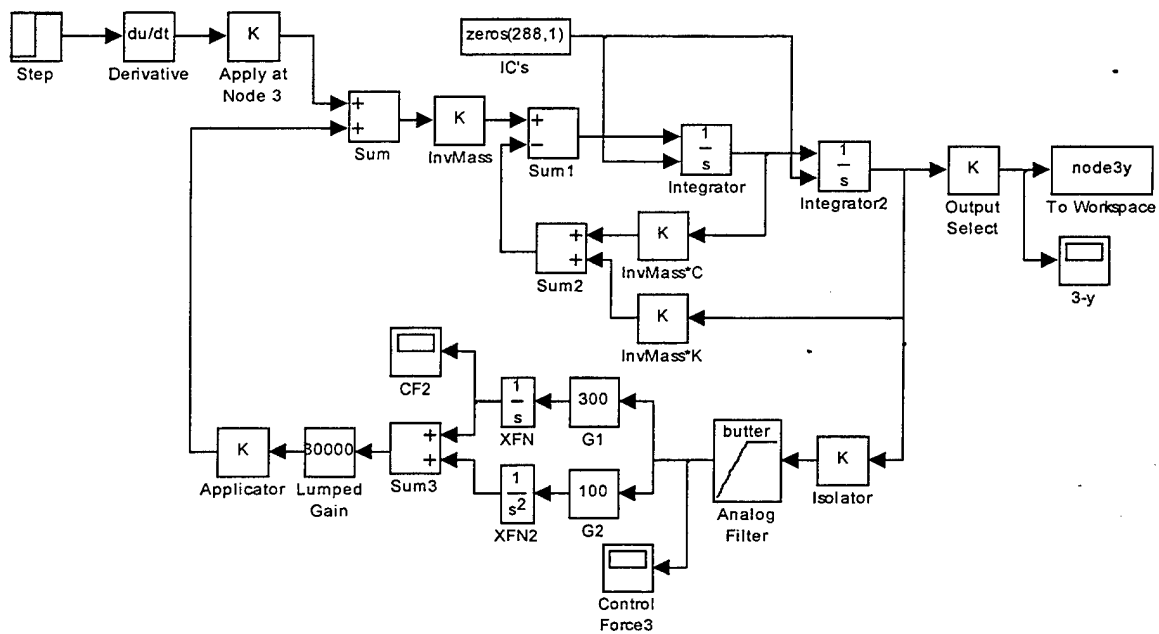 Step
du/dt
Derivative
K
Apply at
Node 3
zeros(288,1)
IC's
+
+
Sum
K
InvMass
+
−
Sum1
1
s
Integrator
1
s
Integrator2
K
Output
Select
node3y
To Workspace
3-y
+
+
Sum2
K
InvMass*C
K
InvMass*K
CF2
1
s
XFN
300
G1
butter
Analog
Filter
K
Isolator
K
Applicator
30000
Lumped
Gain
+
+
Sum3
1
s2
XFN2
100
G2
Control
Force3